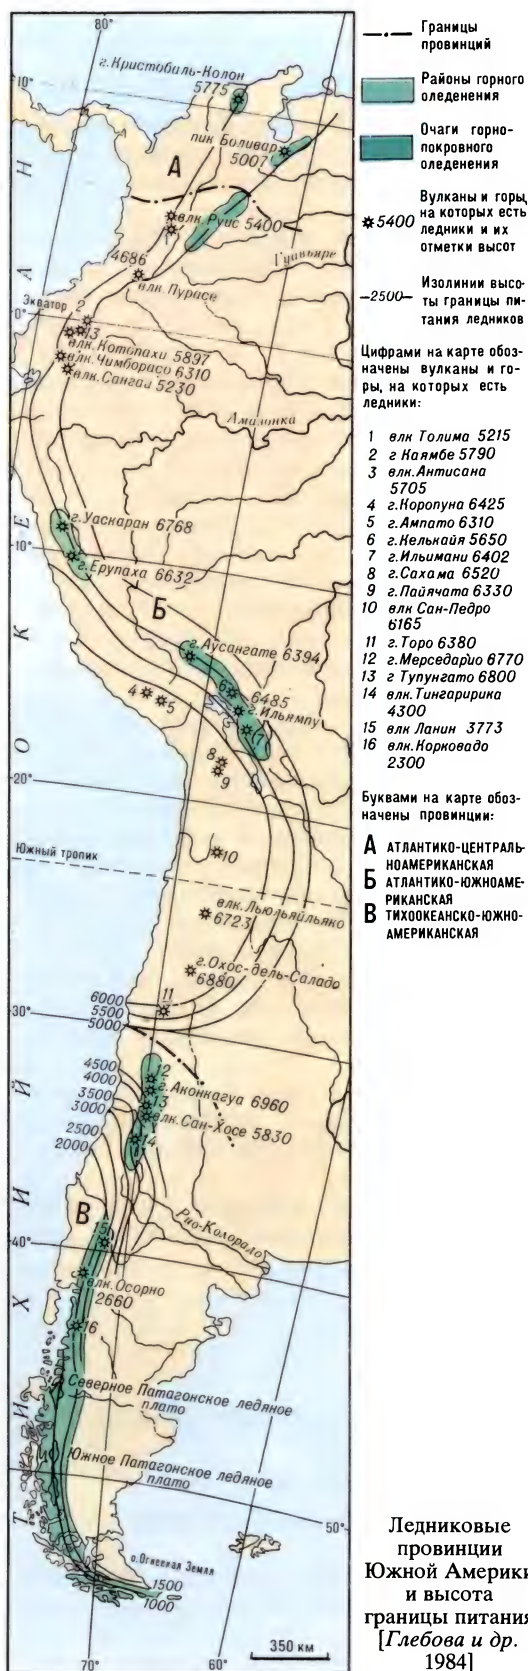 80°
10°
г.Кристобаль-Колон
5775
пик Боливар
5007
А
влк. Руис 5400
4686
влк. Пурасе
Гуавьяре
Экватор
0°
2
3
влк. Котопахи 5897
влк. Чимборасо 6310
влк. Сангай 5230
Амазонка
г.Уаскаран 6768
10°
г.Ерупаха 6632
Б
г.Аусангате 6394
4
5
6
6485
г.Ильямпу
7
8
9
20°
10
Южный тропик
влк. Льюльяйльяко
6723
г.Охос-дель-Саладо
6880
11
6000
5500
5000
30°
12
4500
4000
г. Аконкагуа 6960
3500
3000
13
влк. Сан-Хосе 5830
2500
2000
14
В
15
Рио-Колорадо
40°
влк. Осорно
2660
16
Северное Патагонское ледяное
плато
Южное Патагонское ледяное
плато
50°
о.Огненная Земля
1500
1000
350 км
70°
60°
ТИХИЙ ОКЕАН
Границы
провинций
Районы горного
оледенения
Очаги горно-
покровного
оледенения
5400
Вулканы и горы,
на которых есть
ледники и их
отметки высот
2500
Изолинии высо-
ты границы пи-
тания ледников
Цифрами на карте обоз-
начены вулканы и го-
ры, на которых есть
ледники:
1 влк Толима 5215
2 г Каямбе 5790
3 влк.Антисана
5705
4 г.Коропуна 6425
5 г.Ампато 6310
6 г.Келькайя 5650
7 г.Ильимани 6402
8 г.Сахама 6520
9 г.Пайячата 6330
10 влк Сан-Педро
6165
11 г.Торо 6380
12 г.Мерседарио 6770
13 г Тупунгато 6800
14 влк.Тингаририка
4300
15 влк Ланин 3773
16 влк.Корковадо
2300
Буквами на карте обоз-
начены провинции:
А АТЛАНТИКО-ЦЕНТРАЛЬ-
НОАМЕРИКАНСКАЯ
Б АТЛАНТИКО-ЮЖНОАМЕ-
РИКАНСКАЯ
В ТИХООКЕАНСКО-ЮЖНО-
АМЕРИКАНСКАЯ
Ледниковые
провинции
Южной Америки
и высота
границы питания
[Глебова и др.
1984]